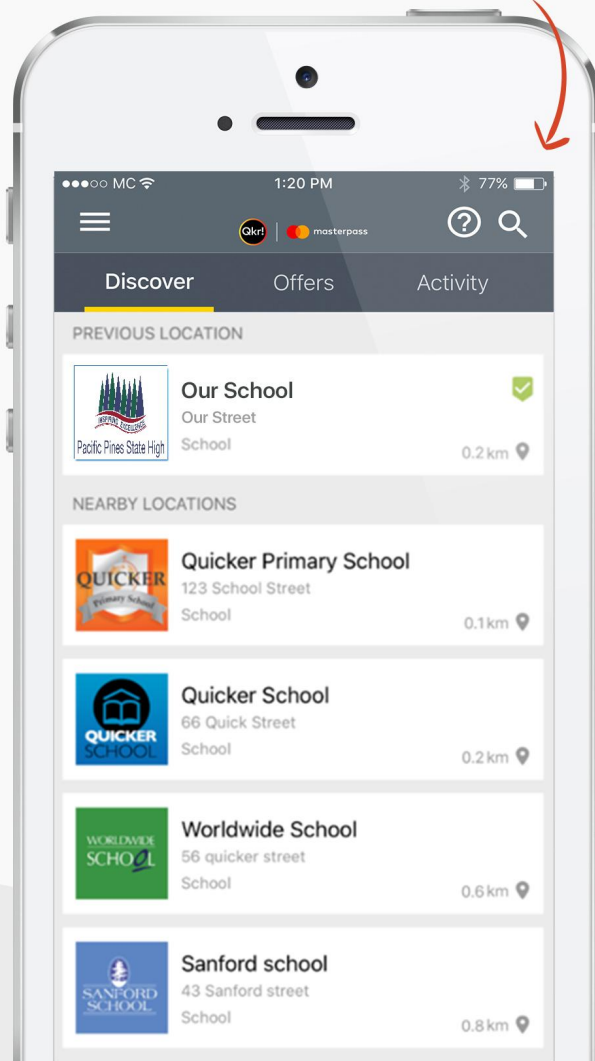 MC 1:20 PM 77%
Qkr! masterpass
Discover Offers Activity
PREVIOUS LOCATION
Our School
Our Street
School
0.2 km
INSPIRING EXCELLENCE
Pacific Pines State High
NEARBY LOCATIONS
QUICKER
Primary School
Quicker Primary School
123 School Street
School
0.1 km
QUICKER
SCHOOL
Quicker School
66 Quick Street
School
0.2 km
WORLDWIDE
SCHOOL
Worldwide School
56 quicker street
School
0.6 km
SANFORD
SCHOOL
Sanford school
43 Sanford street
School
0.8 km